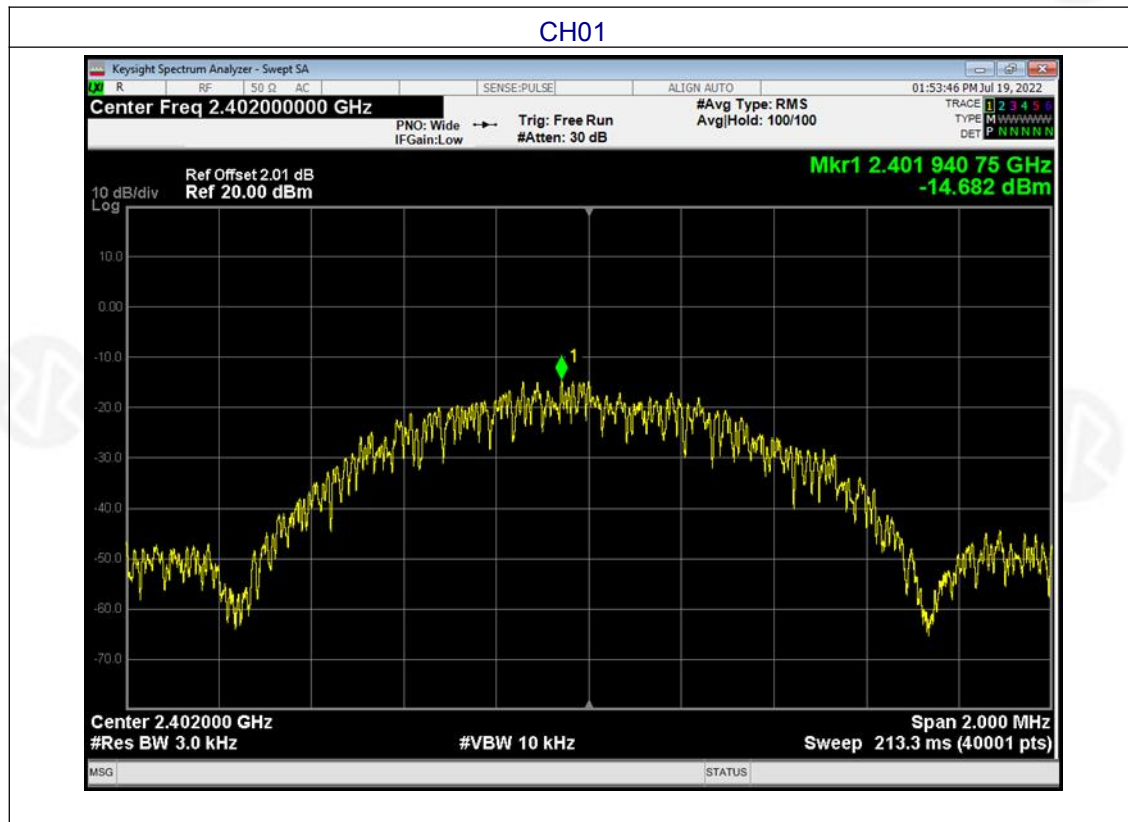 CH01
Keysight Spectrum Analyzer - Swept SA
LXI R RF 50 Ω AC SENSE:PULSE ALIGN AUTO 01:53:46 PM Jul 19, 2022
Center Freq 2.402000000 GHz #Avg Type: RMS TRACE 1 2 3 4 5 6
PNO: Wide Trig: Free Run Avg|Hold: 100/100 TYPE M WWWWW
IFGain:Low #Atten: 30 dB DET P N N N N N
Mkr1 2.401 940 75 GHz
Ref Offset 2.01 dB
10 dB/div Ref 20.00 dBm -14.682 dBm
Log
10.0
0.00
1
-10.0
-20.0
-30.0
-40.0
-50.0
-60.0
-70.0
Center 2.402000 GHz Span 2.000 MHz
#Res BW 3.0 kHz #VBW 10 kHz Sweep 213.3 ms (40001 pts)
MSG STATUS